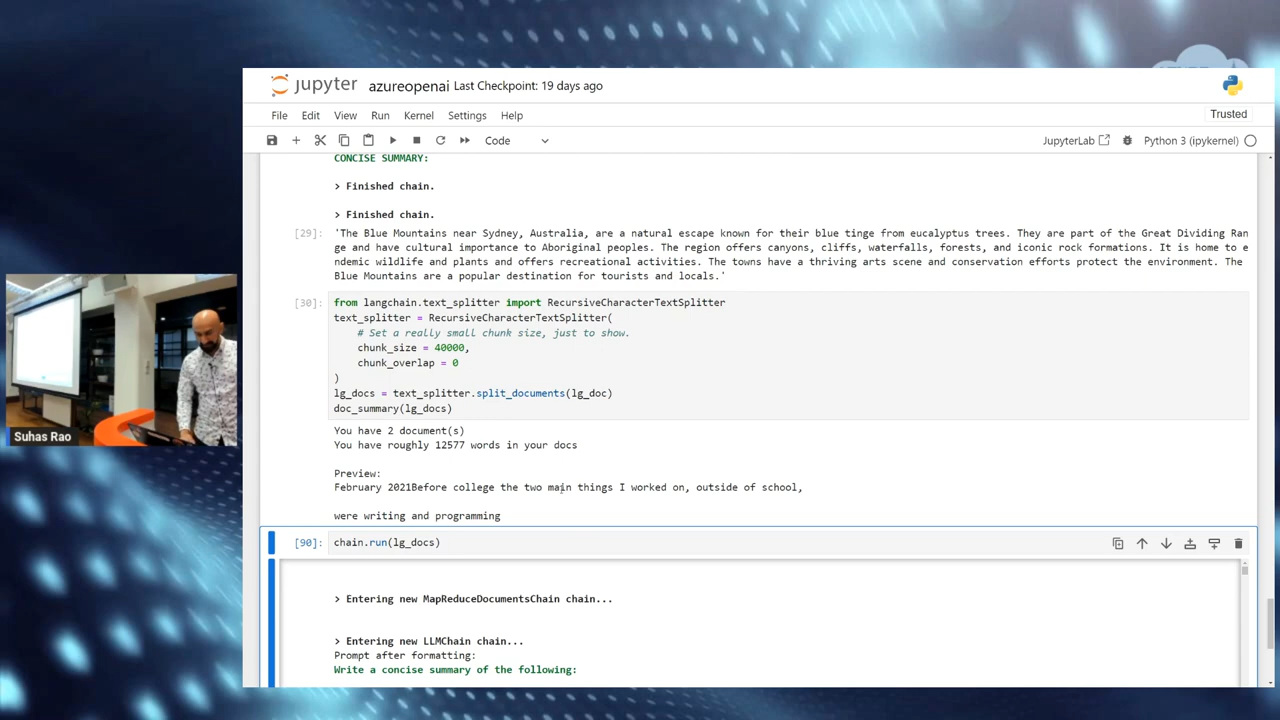 jupyter azureopenai Last Checkpoint: 19 days ago
Trusted
File Edit View Run Kernel Settings Help
Code JupyterLab Python 3 (ipykernel)
CONCISE SUMMARY:
> Finished chain.
> Finished chain.
[29]: 'The Blue Mountains near Sydney, Australia, are a natural escape known for their blue tinge from eucalyptus trees. They are part of the Great Dividing Ran
ge and have cultural importance to Aboriginal peoples. The region offers canyons, cliffs, waterfalls, forests, and iconic rock formations. It is home to e
ndemic wildlife and plants and offers recreational activities. The towns have a thriving arts scene and conservation efforts protect the environment. The
Blue Mountains are a popular destination for tourists and locals.'
[30]: from langchain.text_splitter import RecursiveCharacterTextSplitter
text_splitter = RecursiveCharacterTextSplitter(
# Set a really small chunk size, just to show.
chunk_size = 40000,
chunk_overlap = 0
)
lg_docs = text_splitter.split_documents(lg_doc)
doc_summary(lg_docs)
You have 2 document(s)
You have roughly 12577 words in your docs
Preview:
February 2021Before college the two main things I worked on, outside of school,
were writing and programming
[90]: chain.run(lg_docs)
> Entering new MapReduceDocumentsChain chain...
> Entering new LLMChain chain...
Prompt after formatting:
Write a concise summary of the following:
Suhas Rao